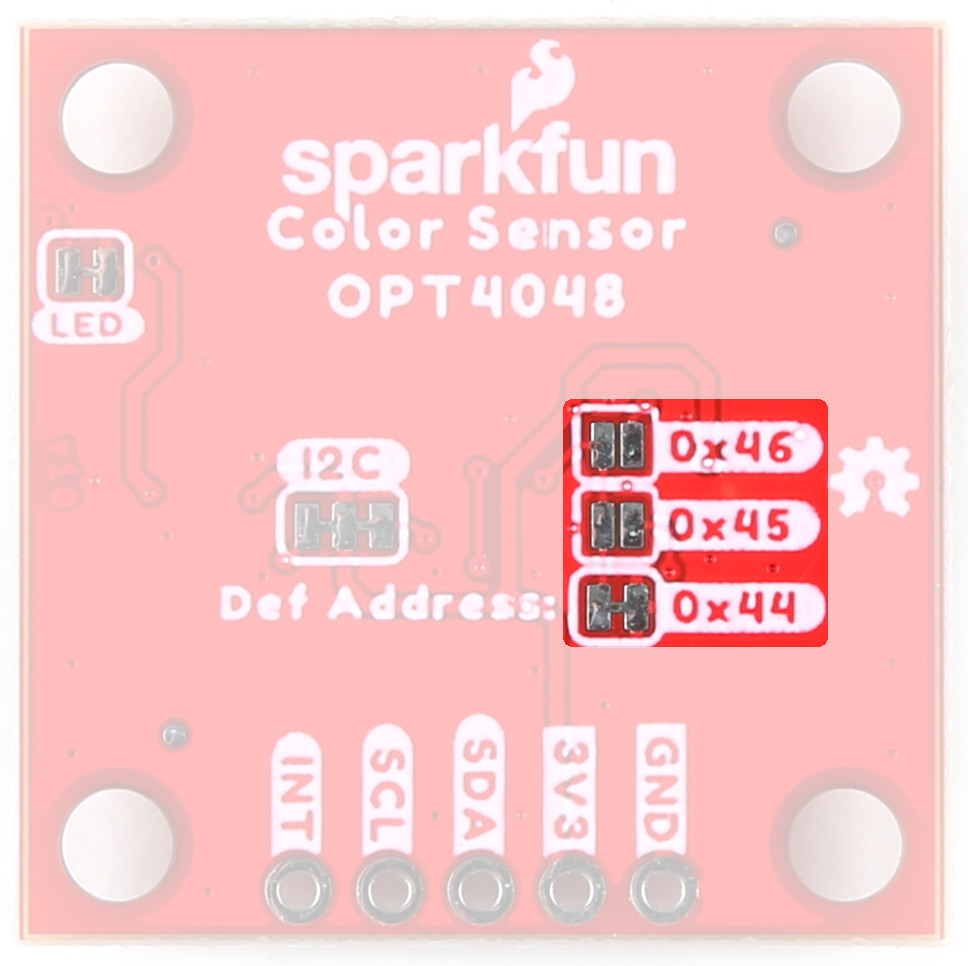 sparkfun
Color Sensor
OPT4048
LED
I2C
0x46
0x45
Def Address: 0x44
INT
SCL
SDA
3V3
GND